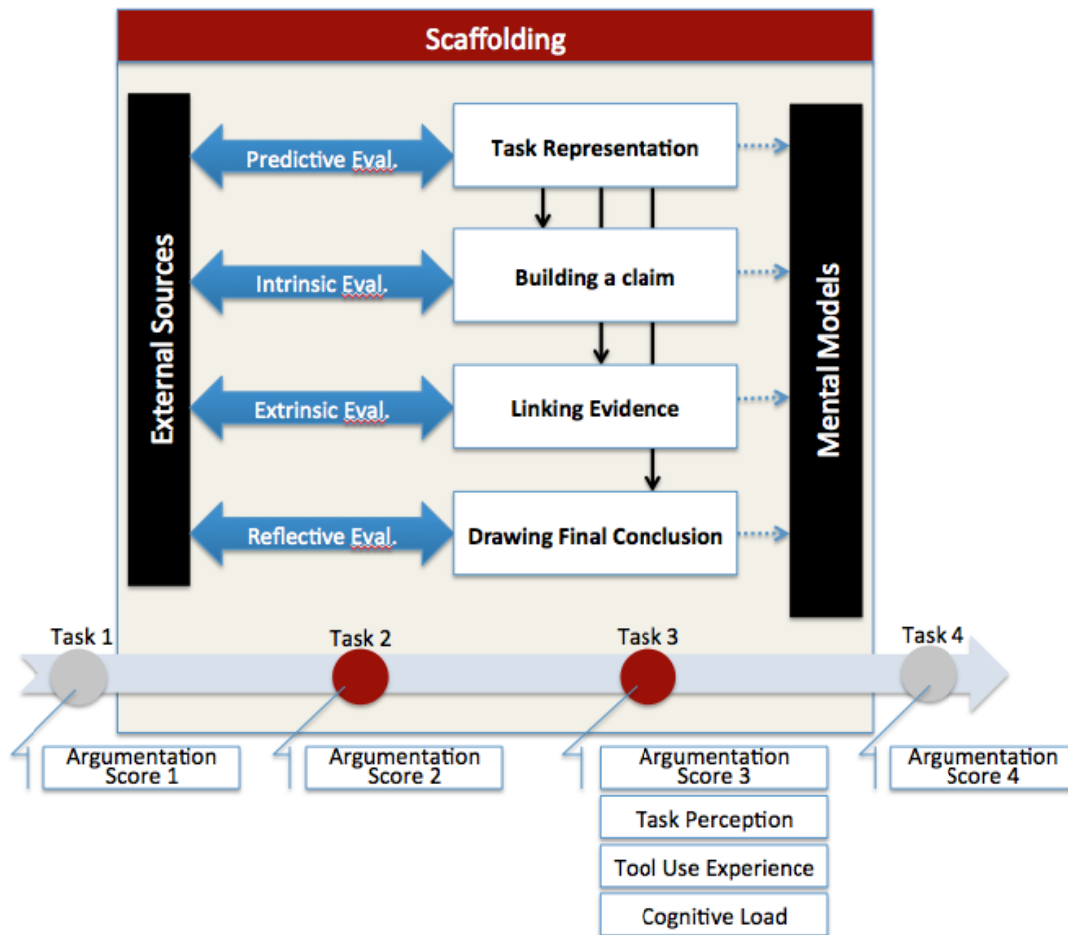 Scaffolding
External Sources
Predictive Eval.
Task Representation
Intrinsic Eval.
Building a claim
Extrinsic Eval.
Linking Evidence
Reflective Eval.
Drawing Final Conclusion
Mental Models
Task 1
Task 2
Task 3
Task 4
Argumentation
Score 1
Argumentation
Score 2
Argumentation
Score 3
Argumentation
Score 4
Task Perception
Tool Use Experience
Cognitive Load